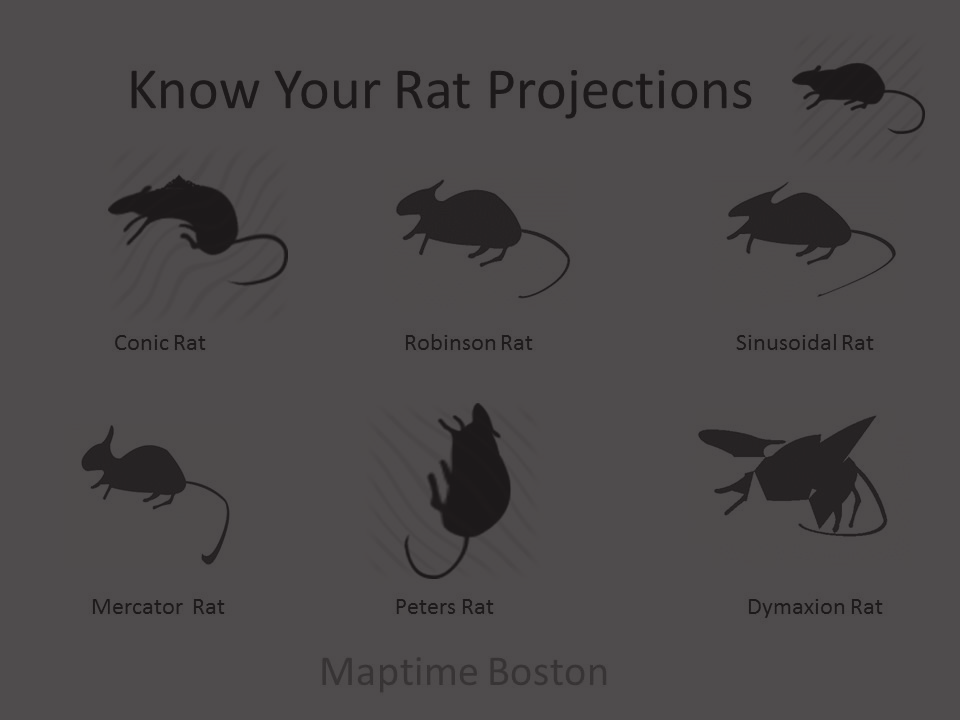 Know Your Rat Projections
Conic Rat
Robinson Rat
Sinusoidal Rat
Mercator Rat
Peters Rat
Dymaxion Rat
Maptime Boston